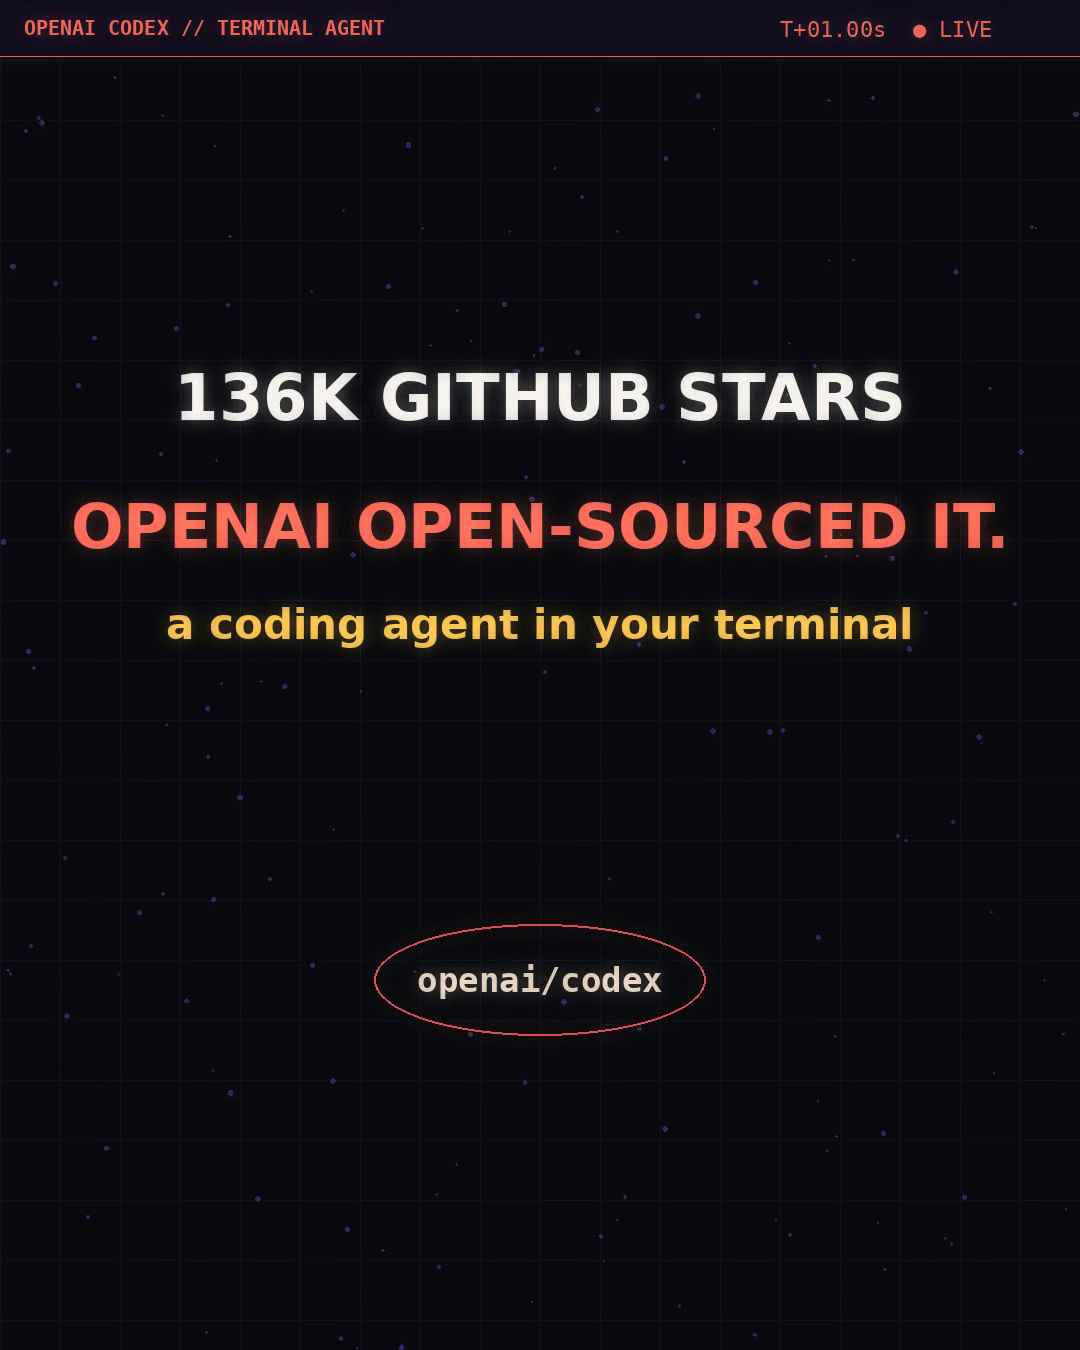 OPENAI CODEX // TERMINAL AGENT
T+01.00s ● LIVE
136K GITHUB STARS
OPENAI OPEN-SOURCED IT.
a coding agent in your terminal
openai/codex